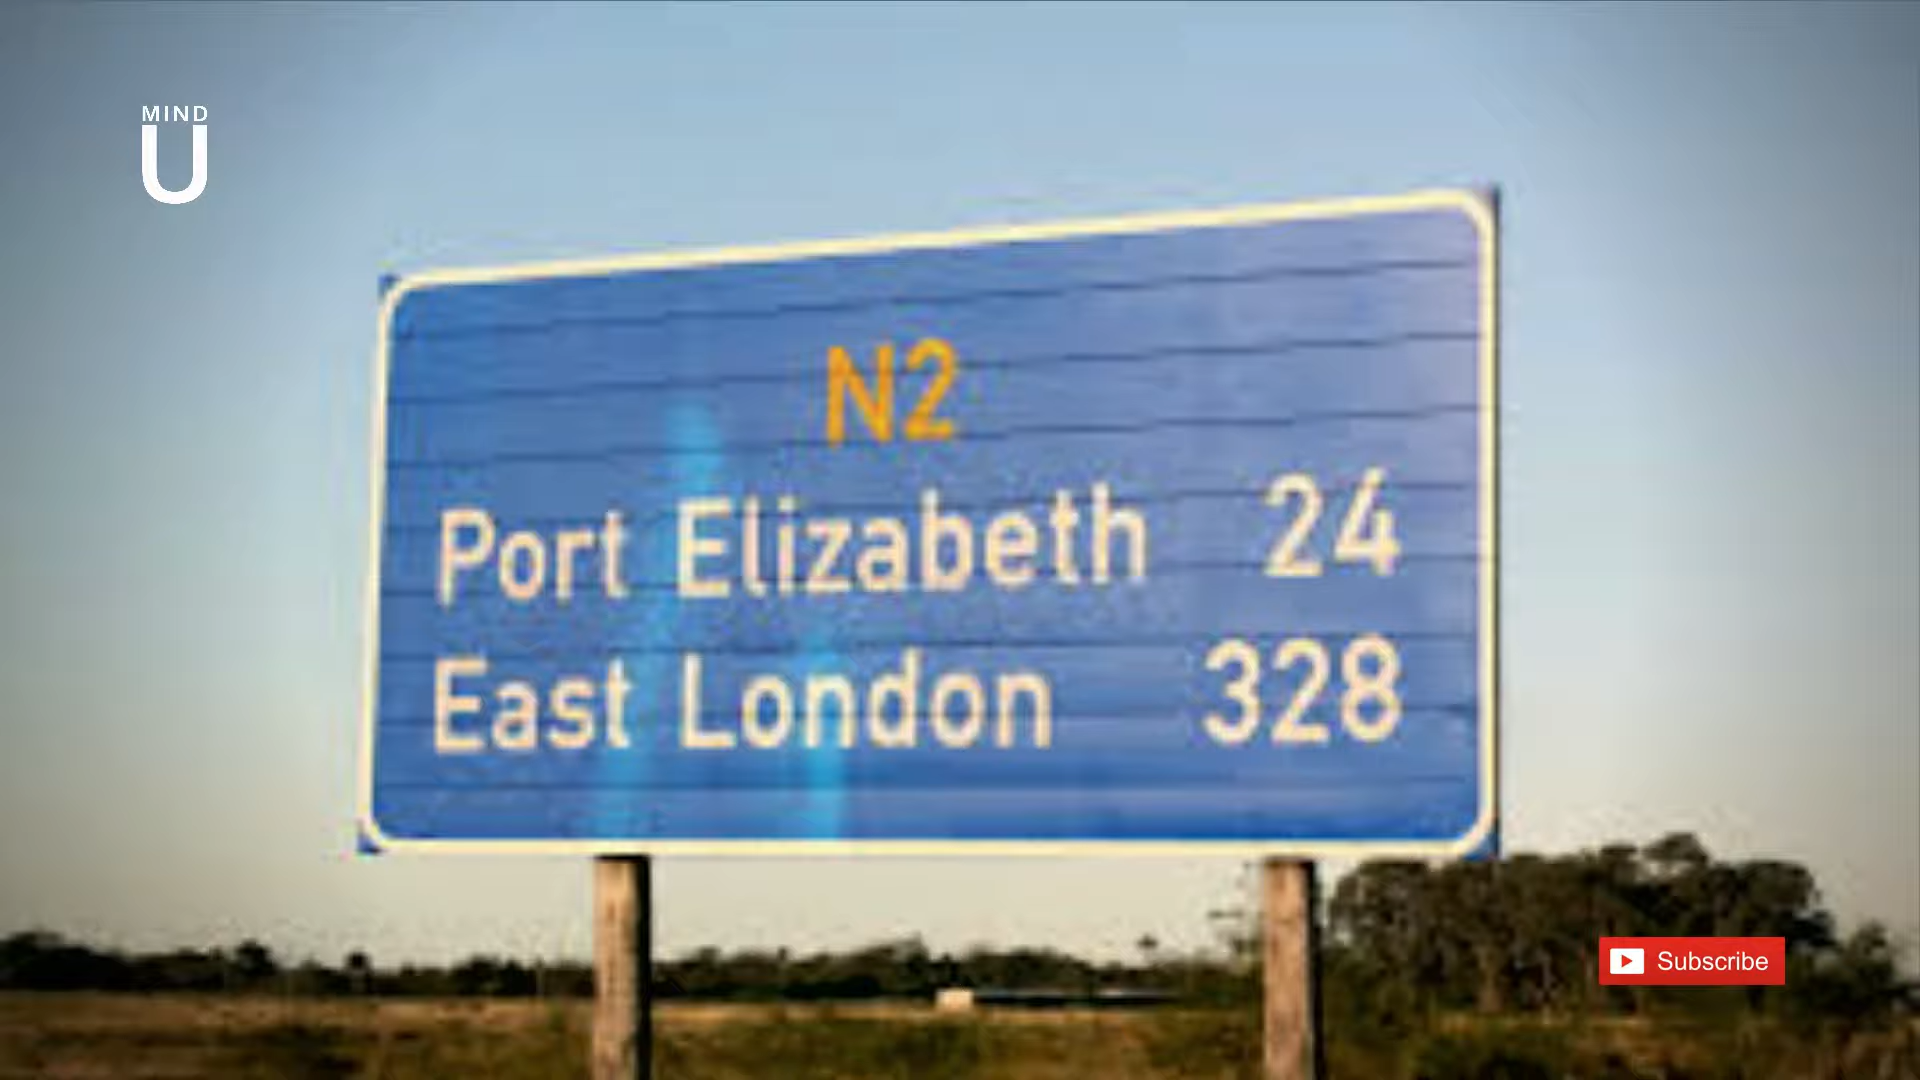 MIND
U
N2
Port Elizabeth 24
East London 328
Subscribe